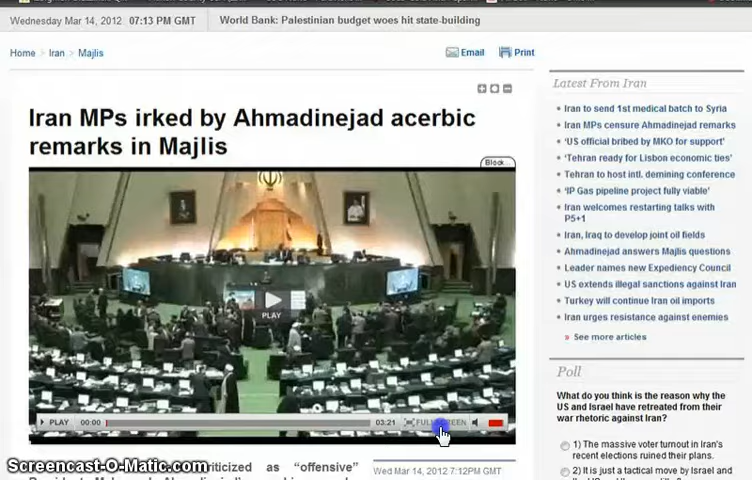 Wednesday Mar 14, 2012 07:13 PM GMT
World Bank: Palestinian budget woes hit state-building
Home > Iran > Majlis
Email Print
Iran MPs irked by Ahmadinejad acerbic
remarks in Majlis
Block...
PLAY
PLAY 00:00 03:21
criticized as “offensive”
Wed Mar 14, 2012 7:12PM GMT
Latest From Iran
Iran to send 1st medical batch to Syria
Iran MPs censure Ahmadinejad remarks
'US official bribed by MKO for support'
'Tehran ready for Lisbon economic ties'
Tehran to host intl. demining conference
'IP Gas pipeline project fully viable'
Iran welcomes restarting talks with
P5+1
Iran, Iraq to develop joint oil fields
Ahmadinejad answers Majlis questions
Leader names new Expediency Council
US extends illegal sanctions against Iran
Turkey will continue Iran oil imports
Iran urges resistance against enemies
» See more articles
Poll
What do you think is the reason why the
US and Israel have retreated from their
war rhetoric against Iran?
1) The massive voter turnout in Iran's
recent elections ruined their plans.
2) It is just a tactical move by Israel and
Screencast-O-Matic.com